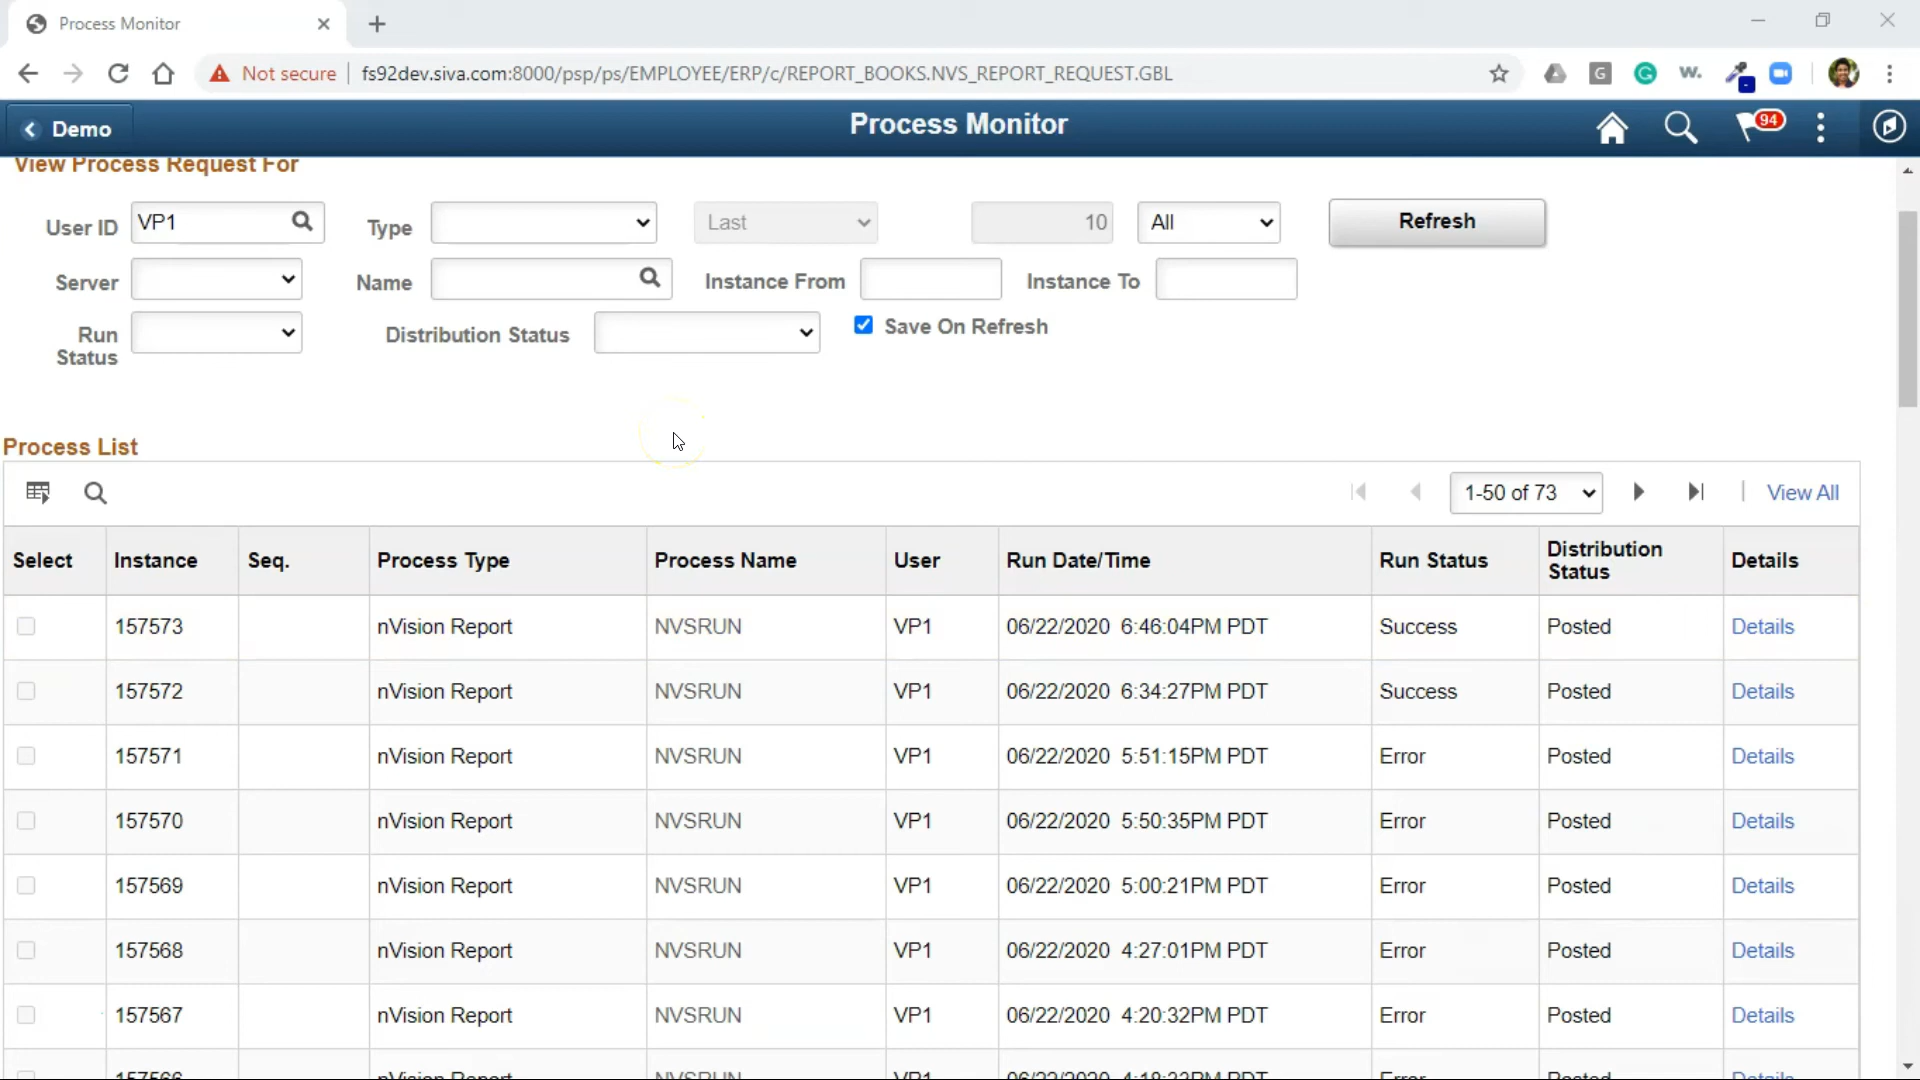 Process Monitor
Not secure fs92dev.siva.com:8000/psp/ps/EMPLOYEE/ERP/c/REPORT_BOOKS.NVS_REPORT_REQUEST.GBL G W.
Demo Process Monitor 94
View Process Request For
User ID VP1 Type Last 10 All Refresh
Server Name Instance From Instance To
Run Status Distribution Status Save On Refresh
Process List
1-50 of 73 View All
Select Instance Seq. Process Type Process Name User Run Date/Time Run Status Distribution Status Details
157573 nVision Report NVSRUN VP1 06/22/2020 6:46:04PM PDT Success Posted Details
157572 nVision Report NVSRUN VP1 06/22/2020 6:34:27PM PDT Success Posted Details
157571 nVision Report NVSRUN VP1 06/22/2020 5:51:15PM PDT Error Posted Details
157570 nVision Report NVSRUN VP1 06/22/2020 5:50:35PM PDT Error Posted Details
157569 nVision Report NVSRUN VP1 06/22/2020 5:00:21PM PDT Error Posted Details
157568 nVision Report NVSRUN VP1 06/22/2020 4:27:01PM PDT Error Posted Details
157567 nVision Report NVSRUN VP1 06/22/2020 4:20:32PM PDT Error Posted Details
157566 nVision Report NVSRUN VP1 06/22/2020 Error Posted Details